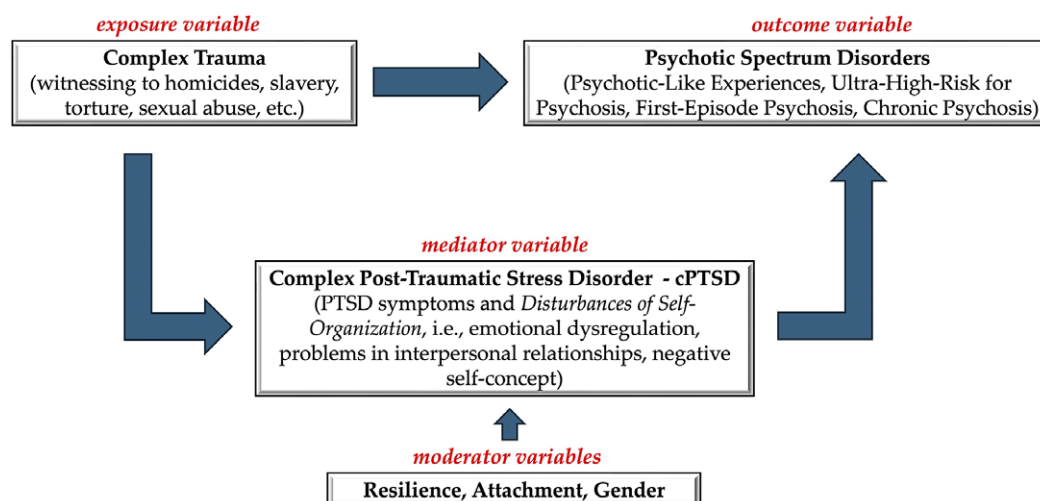 exposure variable
Complex Trauma
(witnessing to homicides, slavery,
torture, sexual abuse, etc.)
outcome variable
Psychotic Spectrum Disorders
(Psychotic-Like Experiences, Ultra-High-Risk for
Psychosis, First-Episode Psychosis, Chronic Psychosis)
mediator variable
Complex Post-Traumatic Stress Disorder - cPTSD
(PTSD symptoms and Disturbances of Self-
Organization, i.e., emotional dysregulation,
problems in interpersonal relationships, negative
self-concept)
moderator variables
Resilience, Attachment, Gender